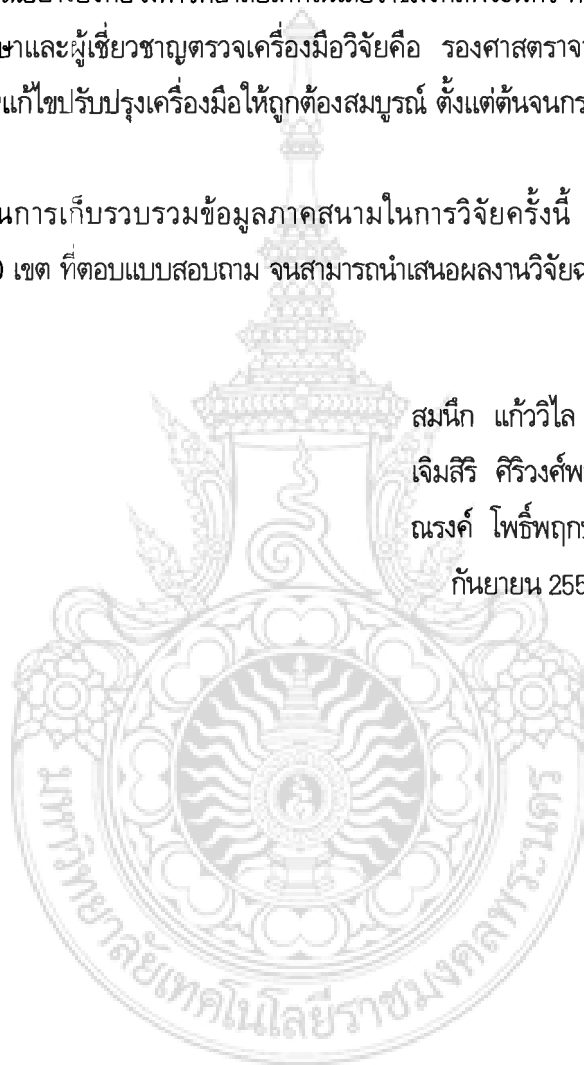 ษาและผู้เชี่ยวชาญตรวจเครื่องมือวิจัยคือ รองศาสตราจา
แก้ไขปรับปรุงเครื่องมือให้ถูกต้องสมบูรณ์ ตั้งแต่ต้นจนกร
นการเก็บรวบรวมข้อมูลภาคสนามในการวิจัยครั้งนี้
เขต ที่ตอบแบบสอบถาม จนสามารถนำเสนอผลงานวิจัยฉ
สมนึก แก้ววิไล
เจิมสิริ ศิริวงศ์พ
ณรงค์ โพธิ์พฤกษ
กันยายน 255
มหาวิทยาลัยเทคโนโลยีราชมงคลพระนคร